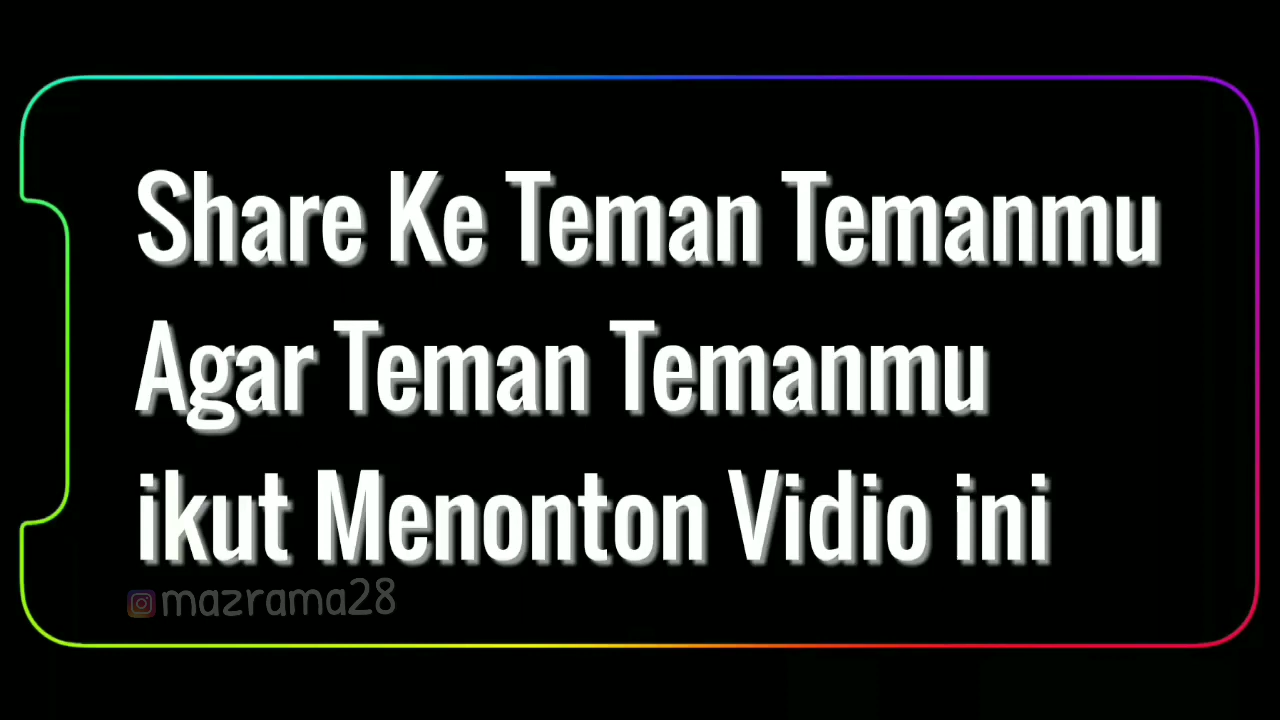 Share Ke Teman Temanmu
Agar Teman Temanmu
ikut Menonton Vidio ini
mazrama28